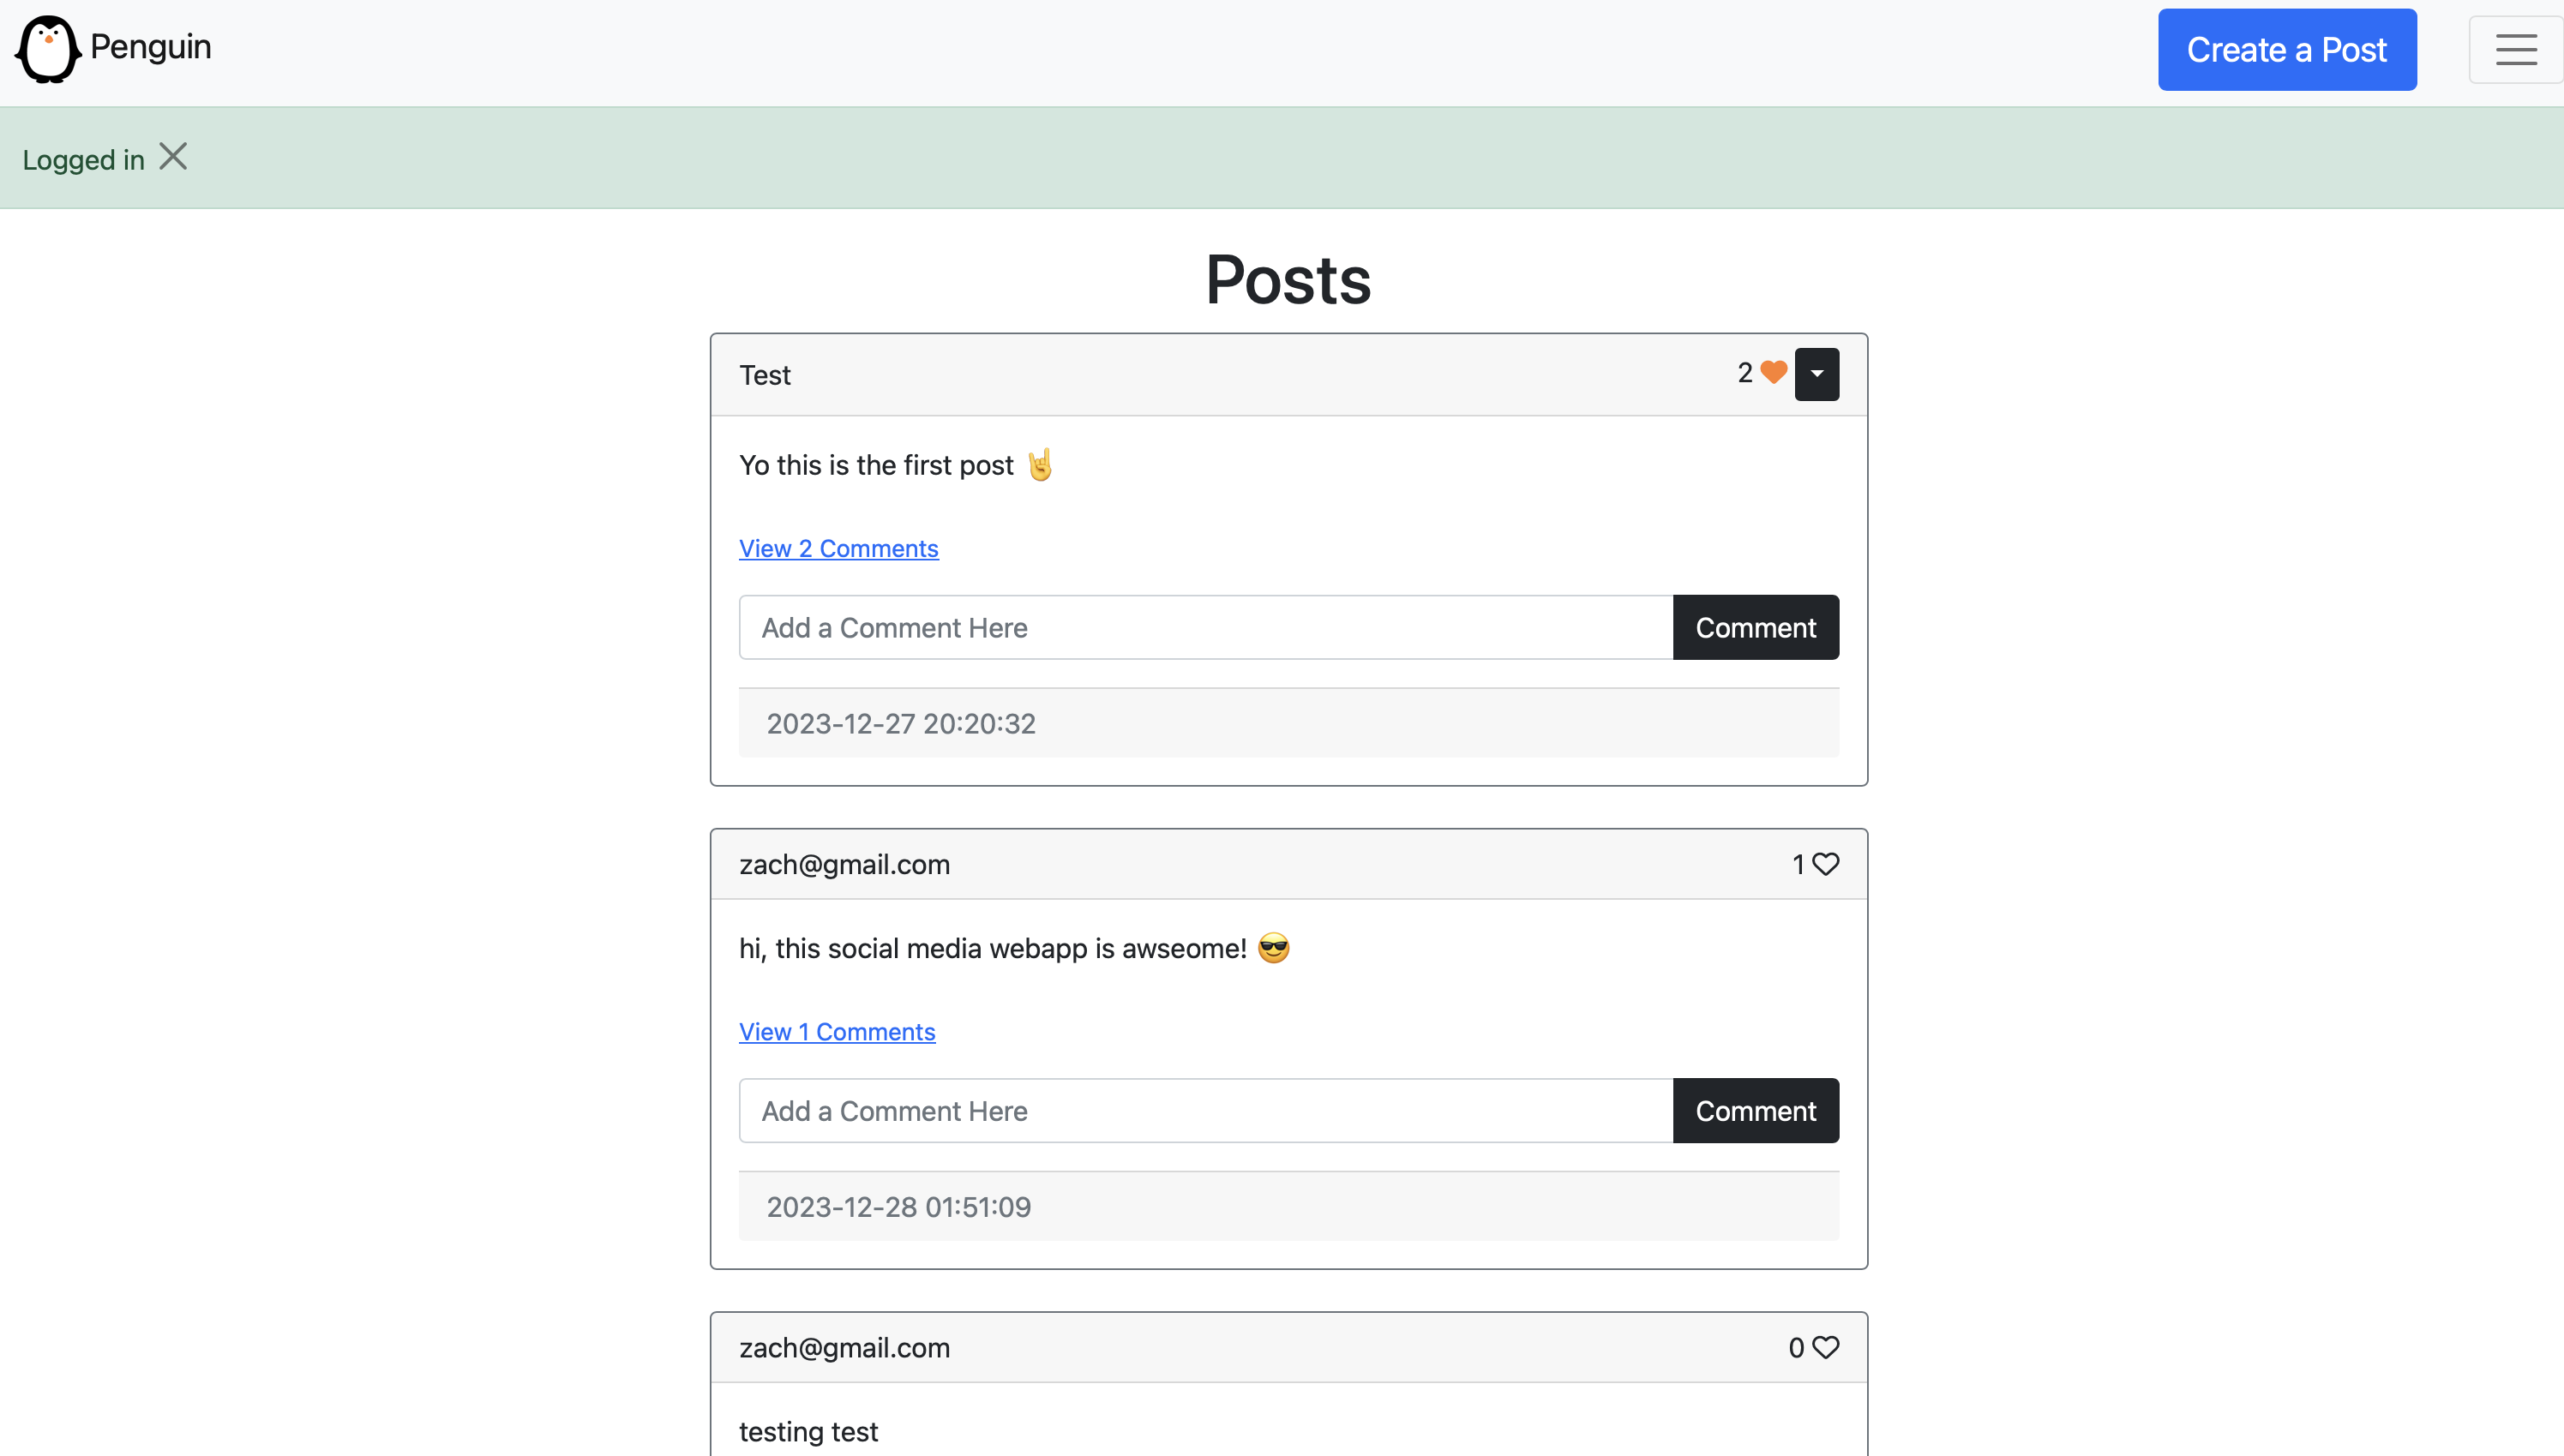 Penguin
Create a Post
Logged in
Posts
Test
2
Yo this is the first post 🤘
View 2 Comments
Add a Comment Here
Comment
2023-12-27 20:20:32
zach@gmail.com
1
hi, this social media webapp is awseome! 😎
View 1 Comments
Add a Comment Here
Comment
2023-12-28 01:51:09
zach@gmail.com
0
testing test